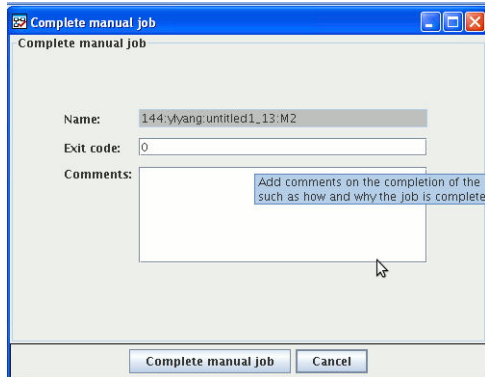 Complete manual job
Complete manual job
Name: 144:ylyang:untitled1_13:M2
Exit code: 0
Comments:
Add comments on the completion of the
such as how and why the job is complete
Complete manual job Cancel